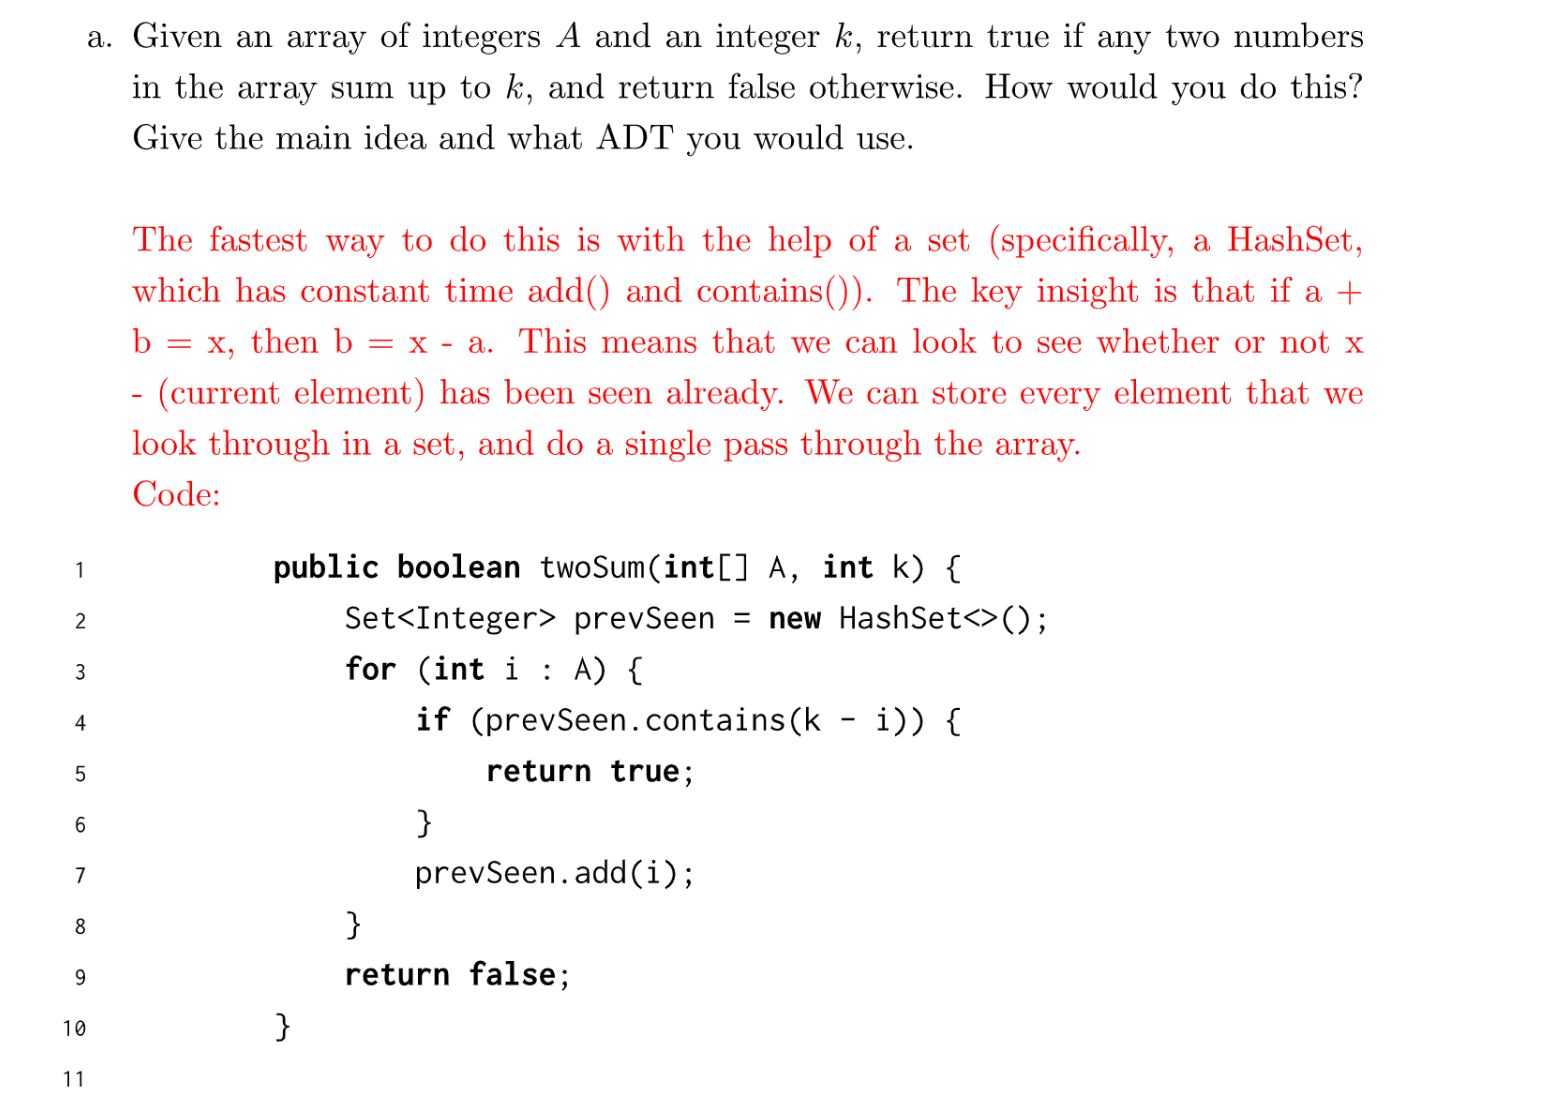 a. Given an array of integers A and an integer k, return true if any two numbers
in the array sum up to k, and return false otherwise. How would you do this?
Give the main idea and what ADT you would use.
The fastest way to do this is with the help of a set (specifically, a HashSet,
which has constant time add() and contains()). The key insight is that if a +
b = x, then b = x - a. This means that we can look to see whether or not x
- (current element) has been seen already. We can store every element that we
look through in a set, and do a single pass through the array.
Code:
1 public boolean twoSum(int[] A, int k) {
2 Set<Integer> prevSeen = new HashSet<>();
3 for (int i : A) {
4 if (prevSeen.contains(k - i)) {
5 return true;
6 }
7 prevSeen.add(i);
8 }
9 return false;
10 }
11